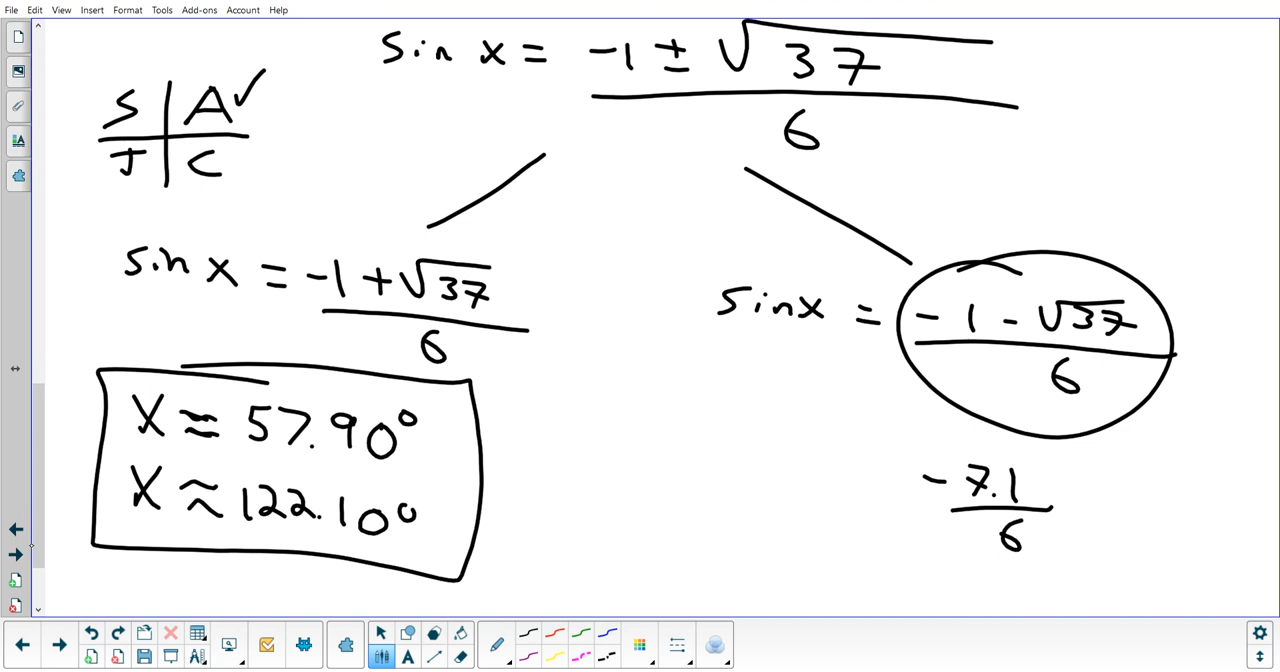 File Edit View Insert Format Tools Add-ons Account Help
sin x = -1 ± √37
6
S A✓
T C
sin x = -1 + √37
6
sin x = -1 - √37
6
x ≈ 57.90°
x ≈ 122.10°
-7.1
6